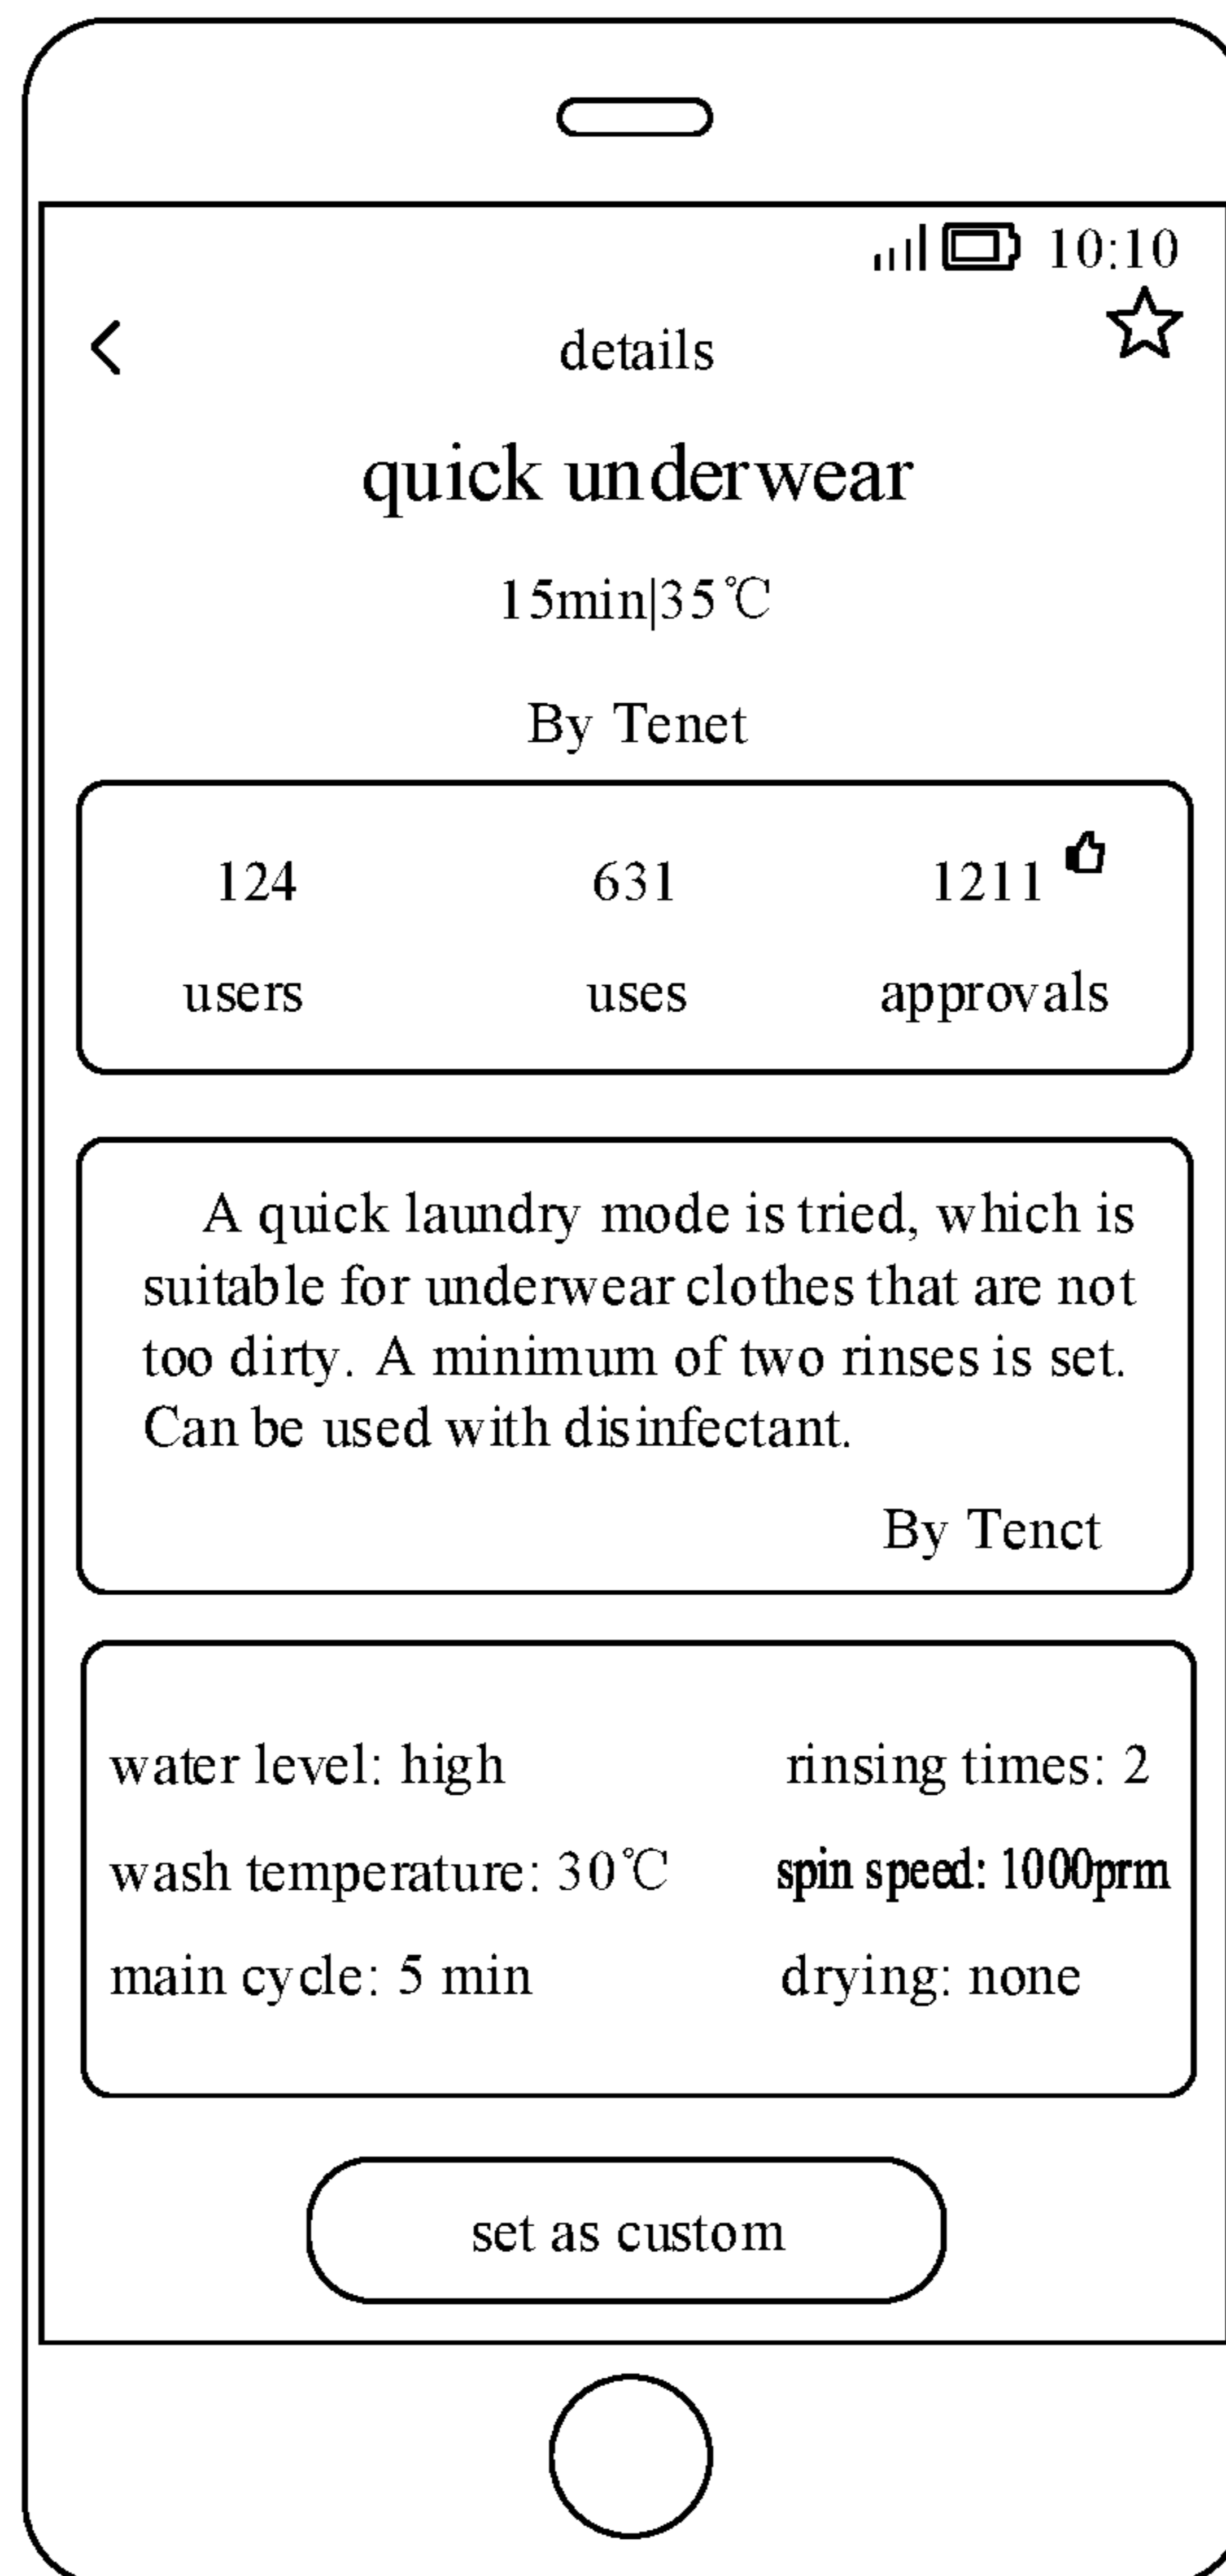 10:10
details
quick underwear
15min|35℃
By Tenet
124 631 1211
users uses approvals
A quick laundry mode is tried, which is
suitable for underwear clothes that are not
too dirty. A minimum of two rinses is set.
Can be used with disinfectant.
By Tenct
water level: high rinsing times: 2
wash temperature: 30℃ spin speed: 1000prm
main cycle: 5 min drying: none
set as custom